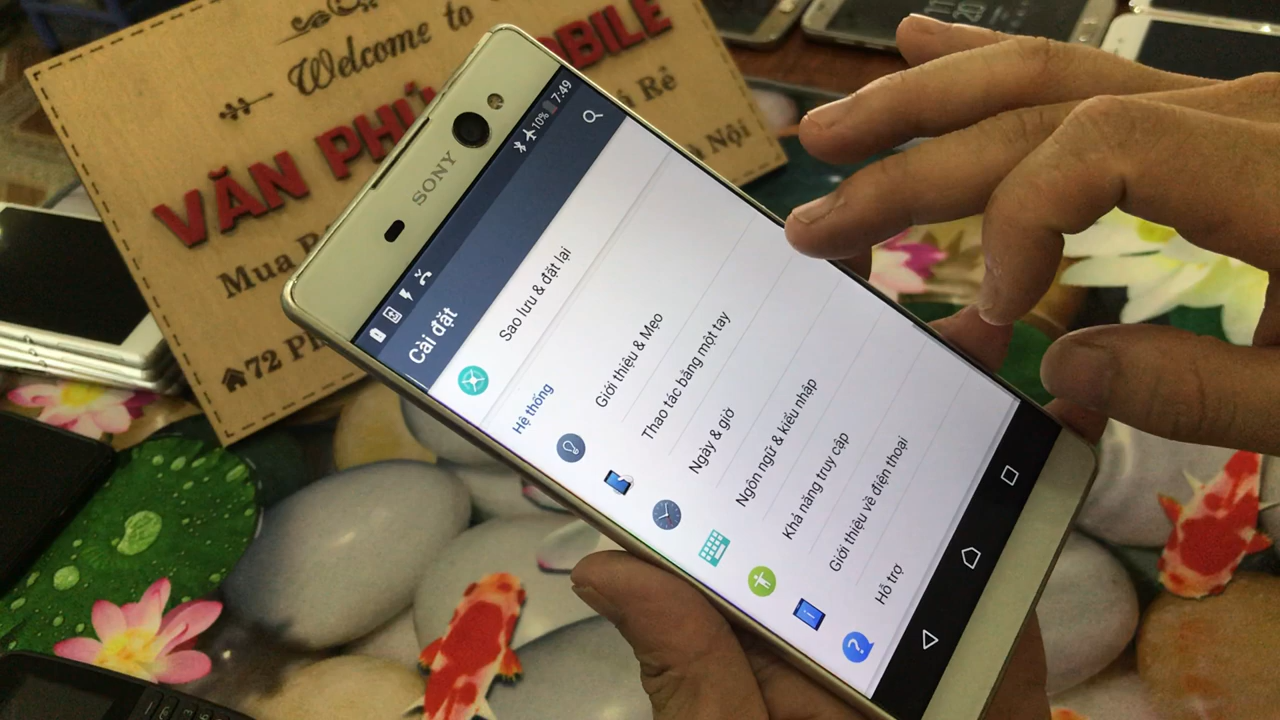 Welcome to
VĂN PHÚ MOBILE
Mua
Rẻ
72
Nội
SONY
10% 7:49
Cài đặt
Sao lưu & đặt lại
Hệ thống
Giới thiệu & Mẹo
Thao tác bằng một tay
Ngày & giờ
Ngôn ngữ & kiểu nhập
Khả năng truy cập
Giới thiệu về điện thoại
Hỗ trợ